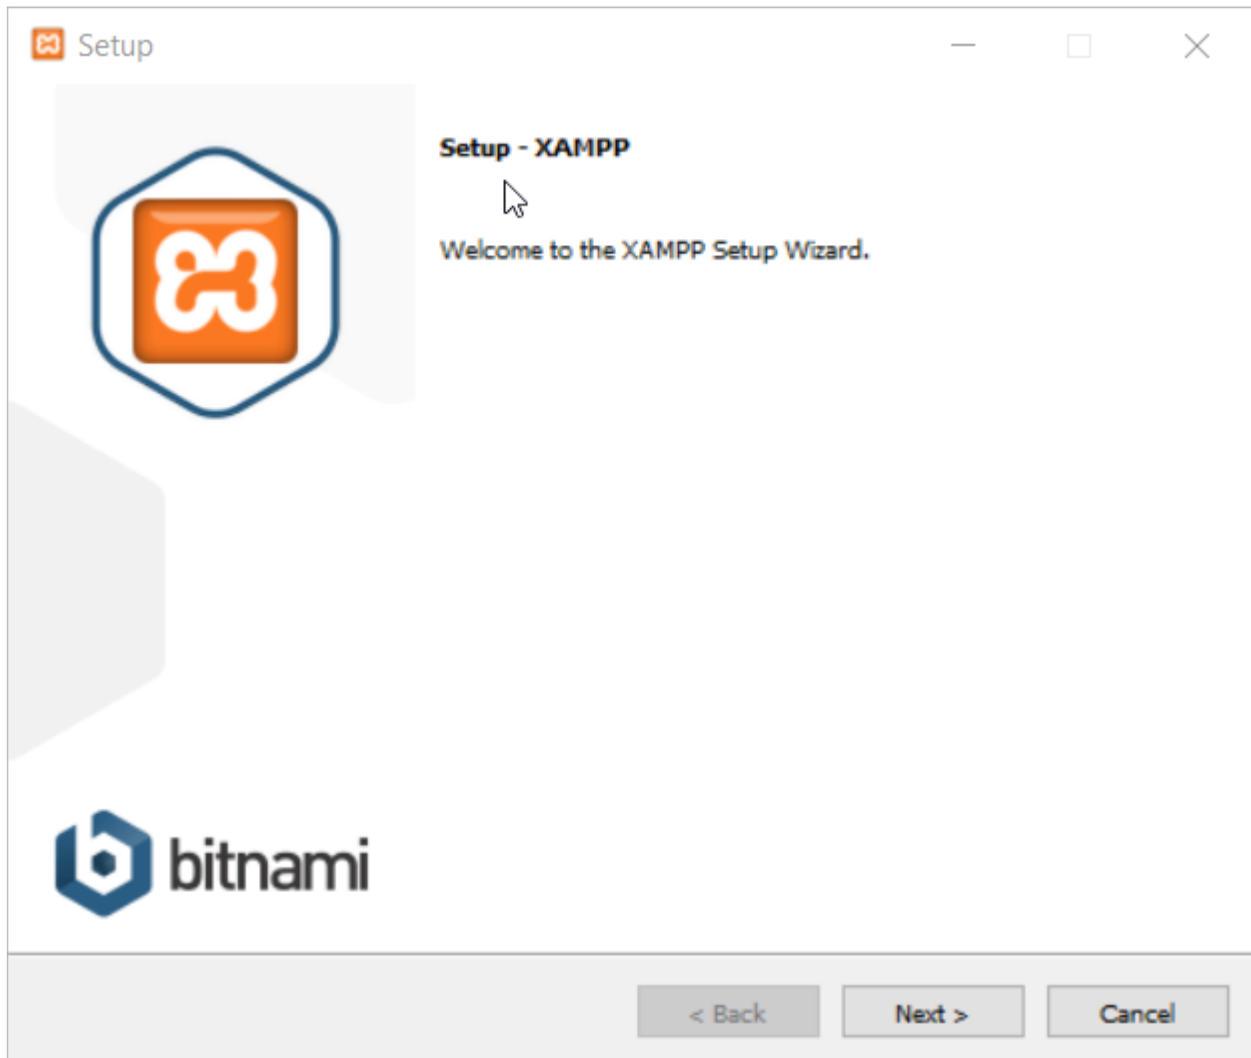 Setup
Setup - XAMPP
Welcome to the XAMPP Setup Wizard.
bitnami
< Back
Next >
Cancel